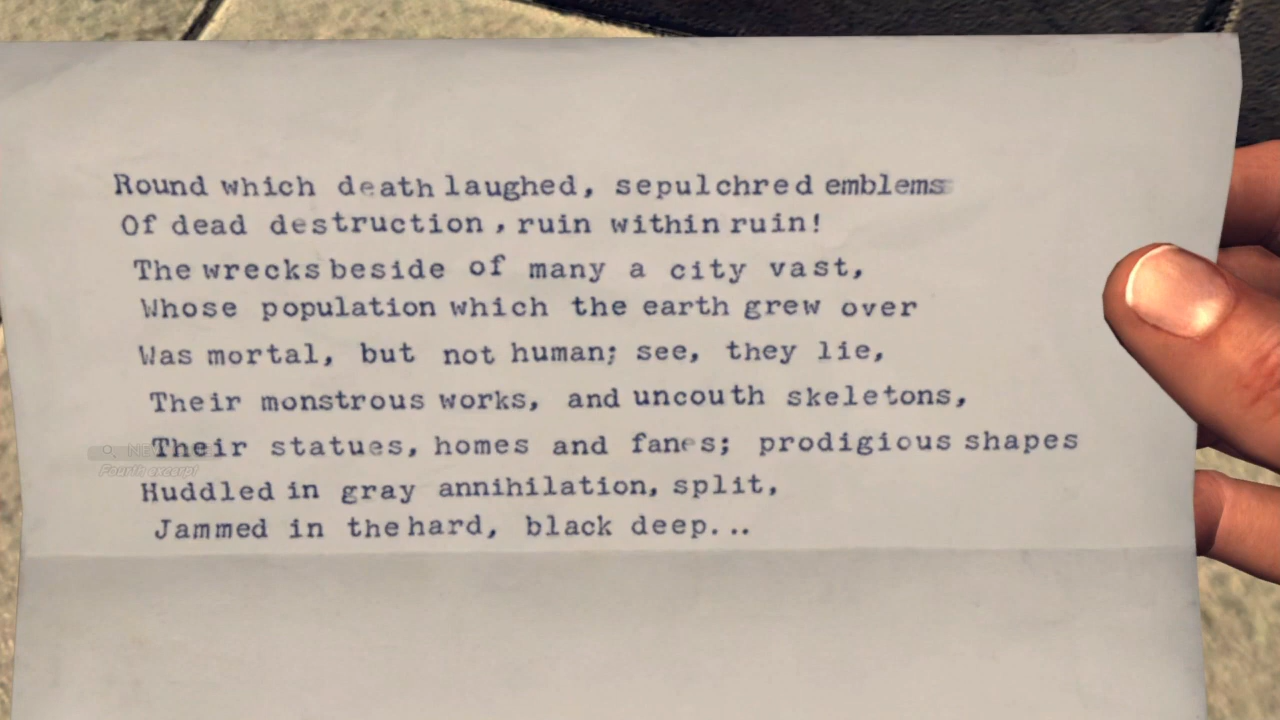 Round which death laughed, sepulchred emblems
Of dead destruction, ruin within ruin!
The wrecks beside of many a city vast,
Whose population which the earth grew over
Was mortal, but not human; see, they lie,
Their monstrous works, and uncouth skeletons,
Their statues, homes and fanes; prodigious shapes
Fourth excerpt
Huddled in gray annihilation, split,
Jammed in the hard, black deep...